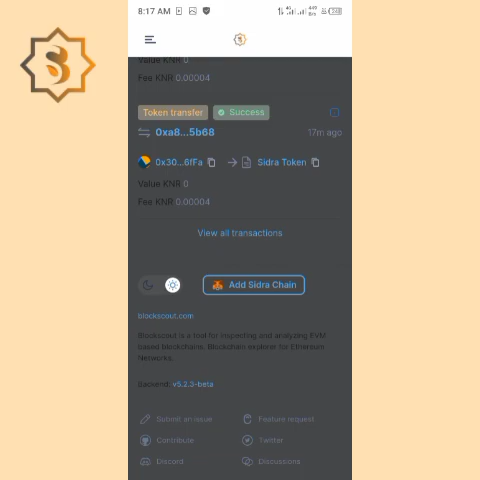 8:17 AM
Value KNR 0
Fee KNR 0.00004
Token transfer Success
0xa8...5b68 17m ago
0x30...6fFa Sidra Token
Value KNR 0
Fee KNR 0.00004
View all transactions
Add Sidra Chain
blockscout.com
Blockscout is a tool for inspecting and analyzing EVM
based blockchains. Blockchain explorer for Ethereum
Networks.
Backend: v5.2.3-beta
Submit an issue Feature request
Contribute Twitter
Discord Discussions